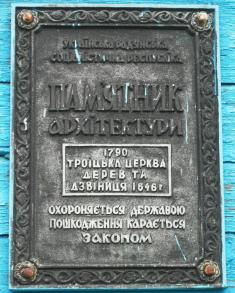 УКРАЇНСЬКА РАДЯНСЬКА
СОЦІАЛІСТИЧНА РЕСПУБЛІКА
ПАМ'ЯТНИК
АРХІТЕКТУРИ
1790
ТРОЇЦЬКА ЦЕРКВА
ДЕРЕВ ТА
ДЗВІНИЦЯ 1846 Г
ОХОРОНЯЄТЬСЯ ДЕРЖАВОЮ
ПОШКОДЖЕННЯ КАРАЄТЬСЯ
ЗАКОНОМ